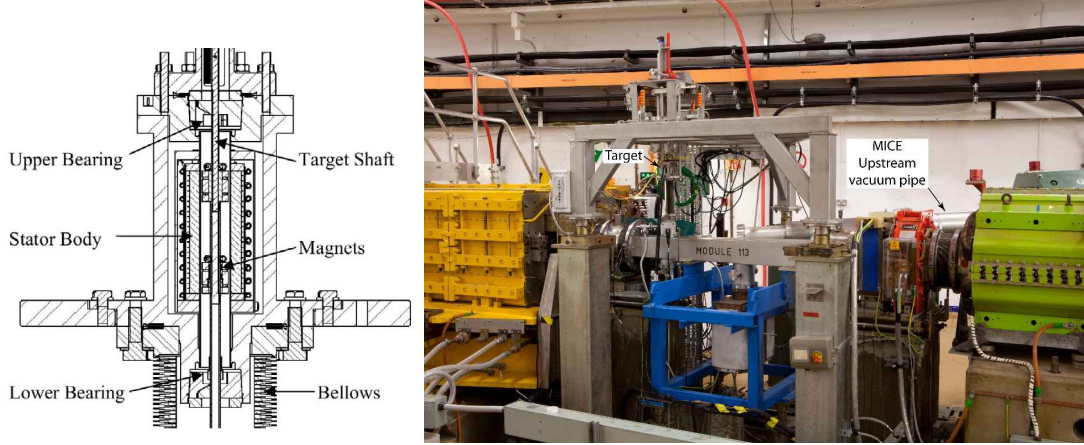 Upper Bearing
Target Shaft
Stator Body
Magnets
Lower Bearing
Bellows
Target
MICE
Upstream
vacuum pipe
MODULE 113